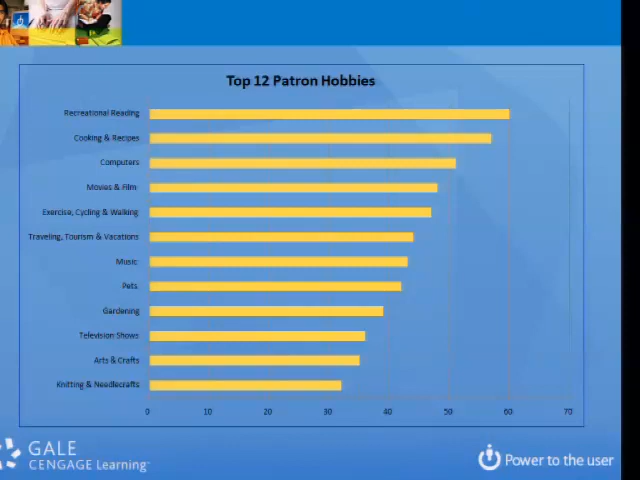 Top 12 Patron Hobbies
Recreational Reading
Cooking & Recipes
Computers
Movies & Film
Exercise, Cycling & Walking
Traveling, Tourism & Vacations
Music
Pets
Gardening
Television Shows
Arts & Crafts
Knitting & Needlecrafts
0 10 20 30 40 50 60 70
GALE
CENGAGE Learning
Power to the user